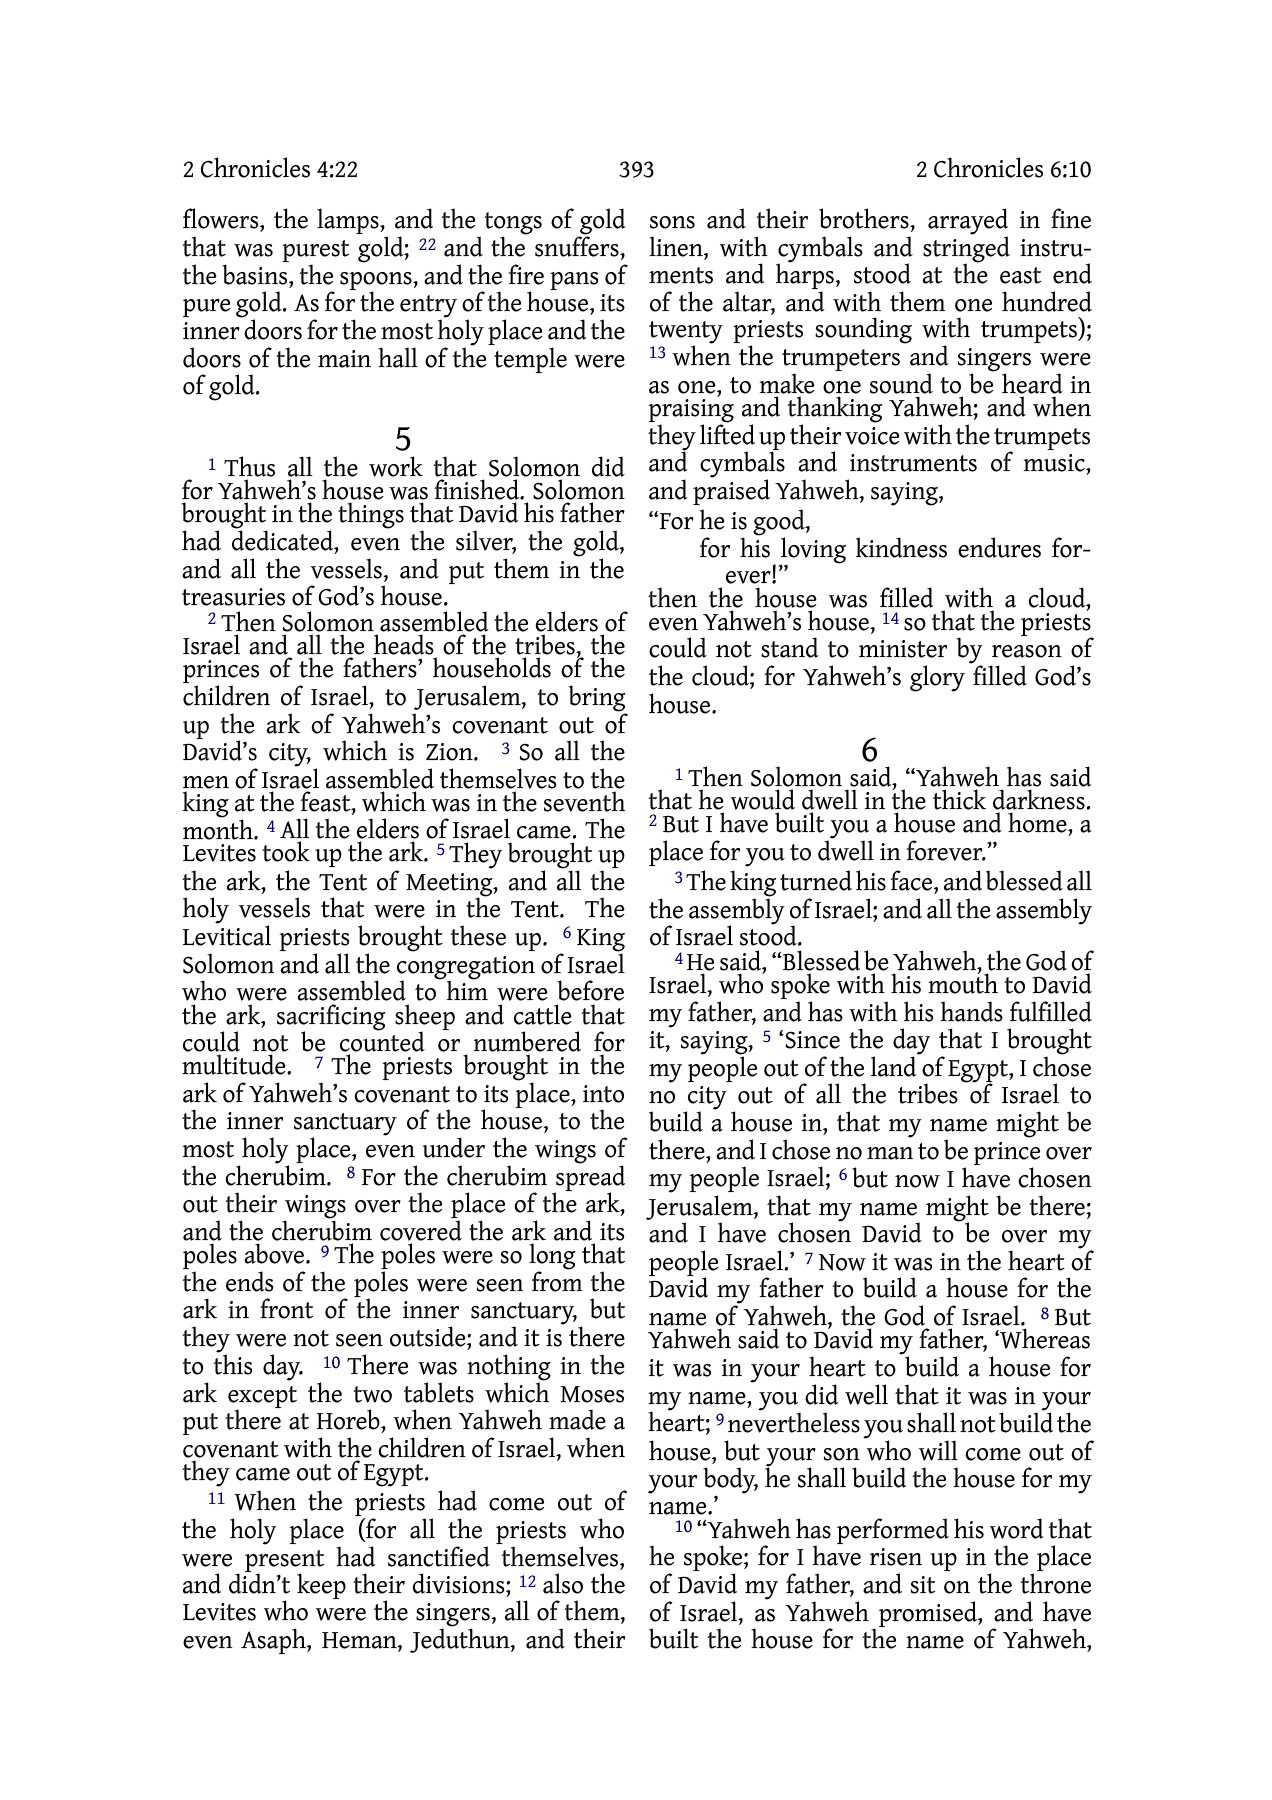 2 Chronicles 4:22
393
2 Chronicles 6:10
flowers, the lamps, and the tongs of gold
that was purest gold; 22 and the snuffers,
the basins, the spoons, and the fire pans of
pure gold. As for the entry of the house, its
inner doors for the most holy place and the
doors of the main hall of the temple were
of gold.
5
1 Thus all the work that Solomon did
for Yahweh’s house was finished. Solomon
brought in the things that David his father
had dedicated, even the silver, the gold,
and all the vessels, and put them in the
treasuries of God’s house.
2 Then Solomon assembled the elders of
Israel and all the heads of the tribes, the
princes of the fathers’ households of the
children of Israel, to Jerusalem, to bring
up the ark of Yahweh’s covenant out of
David’s city, which is Zion. 3 So all the
men of Israel assembled themselves to the
king at the feast, which was in the seventh
month. 4 All the elders of Israel came. The
Levites took up the ark. 5 They brought up
the ark, the Tent of Meeting, and all the
holy vessels that were in the Tent. The
Levitical priests brought these up. 6 King
Solomon and all the congregation of Israel
who were assembled to him were before
the ark, sacrificing sheep and cattle that
could not be counted or numbered for
multitude. 7 The priests brought in the
ark of Yahweh’s covenant to its place, into
the inner sanctuary of the house, to the
most holy place, even under the wings of
the cherubim. 8 For the cherubim spread
out their wings over the place of the ark,
and the cherubim covered the ark and its
poles above. 9 The poles were so long that
the ends of the poles were seen from the
ark in front of the inner sanctuary, but
they were not seen outside; and it is there
to this day. 10 There was nothing in the
ark except the two tablets which Moses
put there at Horeb, when Yahweh made a
covenant with the children of Israel, when
they came out of Egypt.
11 When the priests had come out of
the holy place (for all the priests who
were present had sanctified themselves,
and didn’t keep their divisions; 12 also the
Levites who were the singers, all of them,
even Asaph, Heman, Jeduthun, and their
sons and their brothers, arrayed in fine
linen, with cymbals and stringed instru-
ments and harps, stood at the east end
of the altar, and with them one hundred
twenty priests sounding with trumpets);
13 when the trumpeters and singers were
as one, to make one sound to be heard in
praising and thanking Yahweh; and when
they lifted up their voice with the trumpets
and cymbals and instruments of music,
and praised Yahweh, saying,
“For he is good,
for his loving kindness endures for-
ever!”
then the house was filled with a cloud,
even Yahweh’s house, 14 so that the priests
could not stand to minister by reason of
the cloud; for Yahweh’s glory filled God’s
house.
6
1 Then Solomon said, “Yahweh has said
that he would dwell in the thick darkness.
2 But I have built you a house and home, a
place for you to dwell in forever.”
3 The king turned his face, and blessed all
the assembly of Israel; and all the assembly
of Israel stood.
4 He said, “Blessed be Yahweh, the God of
Israel, who spoke with his mouth to David
my father, and has with his hands fulfilled
it, saying, 5 ‘Since the day that I brought
my people out of the land of Egypt, I chose
no city out of all the tribes of Israel to
build a house in, that my name might be
there, and I chose no man to be prince over
my people Israel; 6 but now I have chosen
Jerusalem, that my name might be there;
and I have chosen David to be over my
people Israel.’ 7 Now it was in the heart of
David my father to build a house for the
name of Yahweh, the God of Israel. 8 But
Yahweh said to David my father, ‘Whereas
it was in your heart to build a house for
my name, you did well that it was in your
heart; 9 nevertheless you shall not build the
house, but your son who will come out of
your body, he shall build the house for my
name.’
10 “Yahweh has performed his word that
he spoke; for I have risen up in the place
of David my father, and sit on the throne
of Israel, as Yahweh promised, and have
built the house for the name of Yahweh,